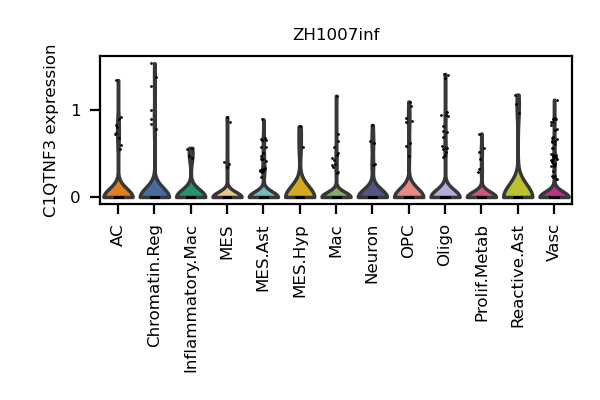 ZH1007inf
C1QTNF3 expression
1
0
AC
Chromatin.Reg
Inflammatory.Mac
MES
MES.Ast
MES.Hyp
Mac
Neuron
OPC
Oligo
Prolif.Metab
Reactive.Ast
Vasc